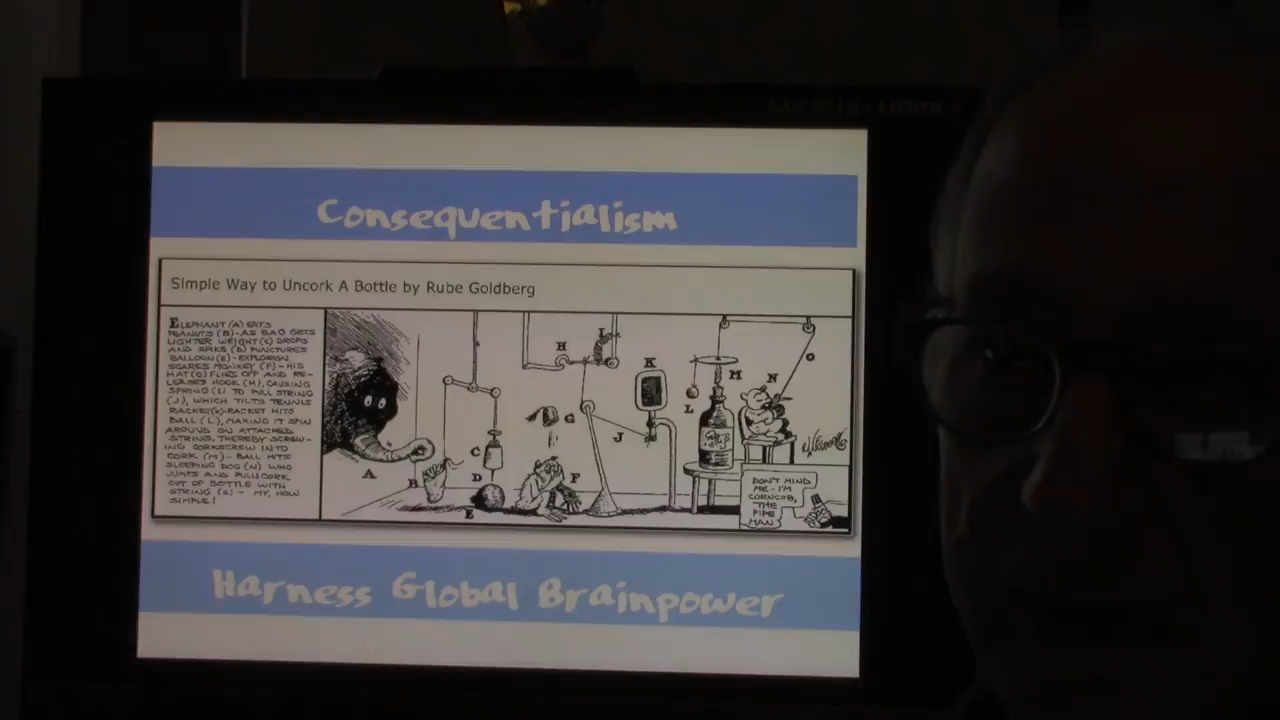 Consequentialism
Simple Way to Uncork A Bottle by Rube Goldberg
ELEPHANT (A) EATS
PEANUTS (B)-AS BAG GETS
LIGHTER WEIGHT (C) DROPS
AND SPIKE (D) PUNCTURES
BALLOON (E)-EXPLOSION
SCARES MONKEY (F)-HIS
HAT (G) FLIES OFF AND RE-
LEASES HOOK (H), CAUSING
SPRING (I) TO PULL STRING
(J), WHICH TILTS TENNIS
RACKET (K)-RACKET HITS
BALL (L), MAKING IT SPIN
AROUND ON ATTACHED
STRING, THEREBY SCREW-
ING CORKSCREW INTO
CORK (M)-BALL HITS
SLEEPING DOG (N) WHO
JUMPS AND PULLS CORK
OUT OF BOTTLE WITH
STRING (O)- MY, HOW
SIMPLE!
A
B
C
D
E
F
G
H
I
J
K
L
M
N
O
DON'T MIND
ME-I'M
CORNCOB,
THE
PIPE
MAN
Harness Global Brainpower